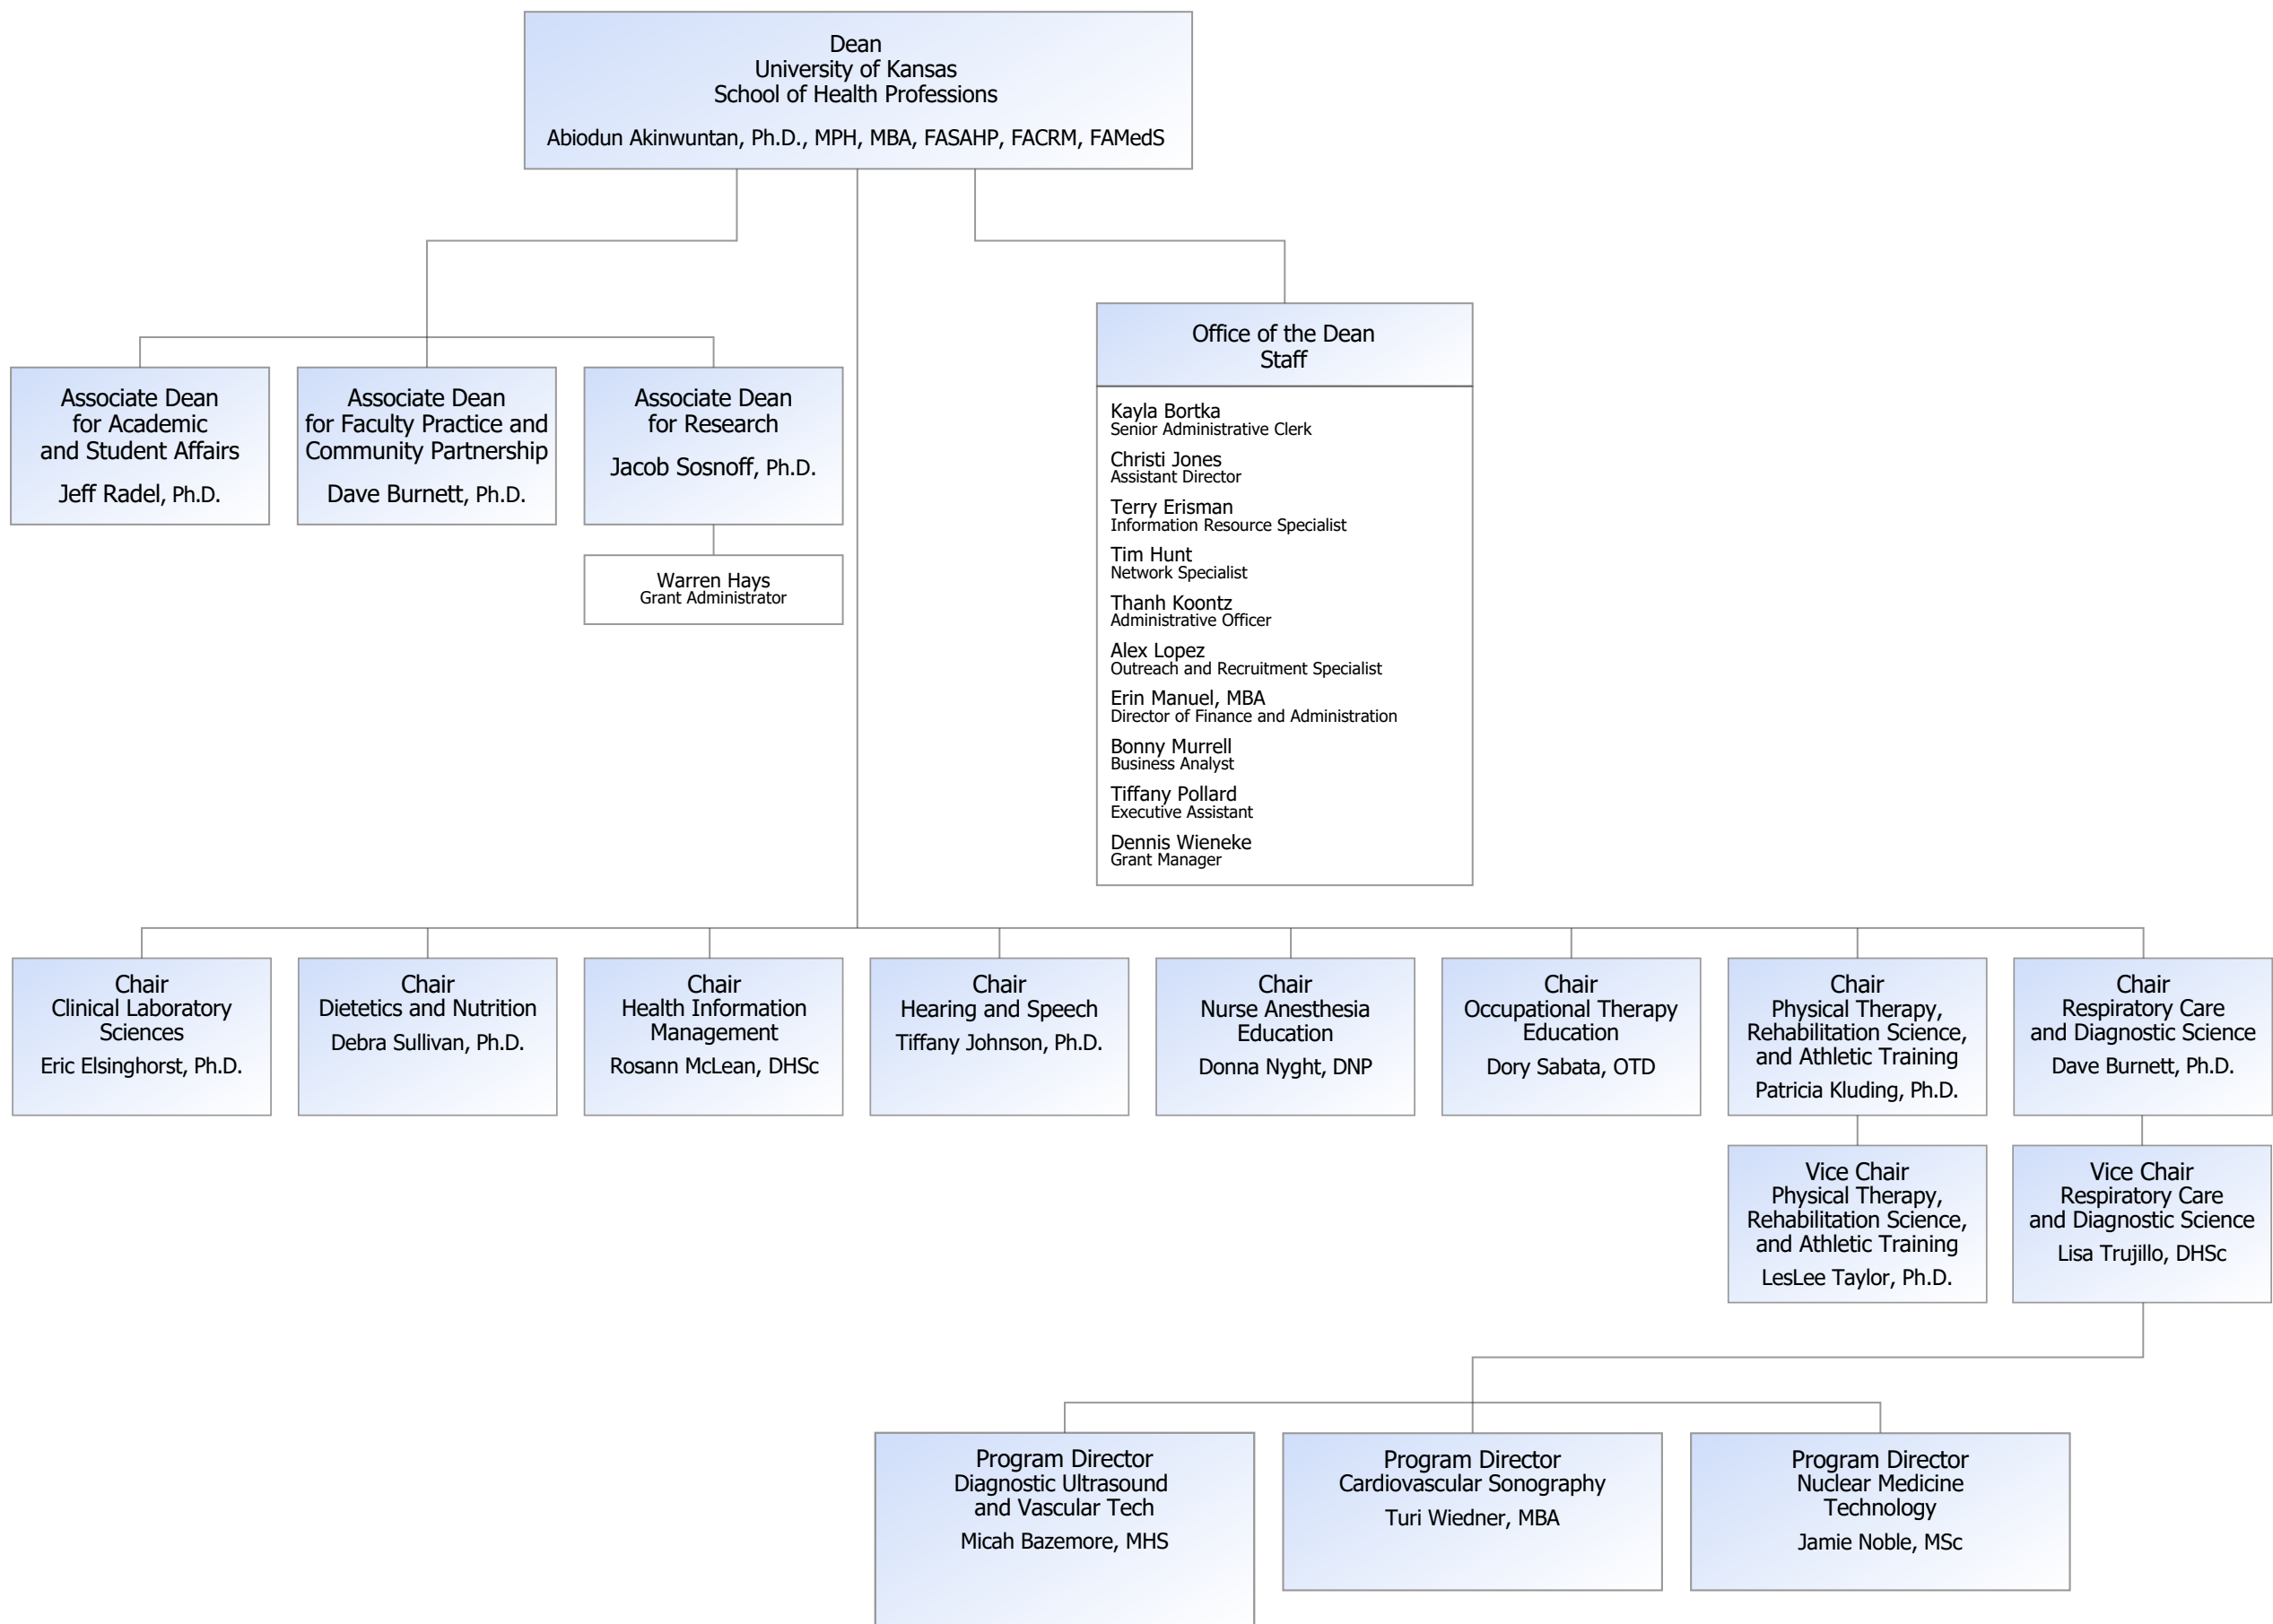 Dean
University of Kansas
School of Health Professions
Abiodun Akinwuntan, Ph.D., MPH, MBA, FASAHP, FACRM, FAMedS
Associate Dean
for Academic
and Student Affairs
Jeff Radel, Ph.D.
Associate Dean
for Faculty Practice and
Community Partnership
Dave Burnett, Ph.D.
Associate Dean
for Research
Jacob Sosnoff, Ph.D.
Warren Hays
Grant Administrator
Office of the Dean
Staff
Kayla Bortka
Senior Administrative Clerk
Christi Jones
Assistant Director
Terry Erisman
Information Resource Specialist
Tim Hunt
Network Specialist
Thanh Koontz
Administrative Officer
Alex Lopez
Outreach and Recruitment Specialist
Erin Manuel, MBA
Director of Finance and Administration
Bonny Murrell
Business Analyst
Tiffany Pollard
Executive Assistant
Dennis Wieneke
Grant Manager
Chair
Clinical Laboratory
Sciences
Eric Elsinghorst, Ph.D.
Chair
Dietetics and Nutrition
Debra Sullivan, Ph.D.
Chair
Health Information
Management
Rosann McLean, DHSc
Chair
Hearing and Speech
Tiffany Johnson, Ph.D.
Chair
Nurse Anesthesia
Education
Donna Nyght, DNP
Chair
Occupational Therapy
Education
Dory Sabata, OTD
Chair
Physical Therapy,
Rehabilitation Science,
and Athletic Training
Patricia Kluding, Ph.D.
Chair
Respiratory Care
and Diagnostic Science
Dave Burnett, Ph.D.
Vice Chair
Physical Therapy,
Rehabilitation Science,
and Athletic Training
LesLee Taylor, Ph.D.
Vice Chair
Respiratory Care
and Diagnostic Science
Lisa Trujillo, DHSc
Program Director
Diagnostic Ultrasound
and Vascular Tech
Micah Bazemore, MHS
Program Director
Cardiovascular Sonography
Turi Wiedner, MBA
Program Director
Nuclear Medicine
Technology
Jamie Noble, MSc